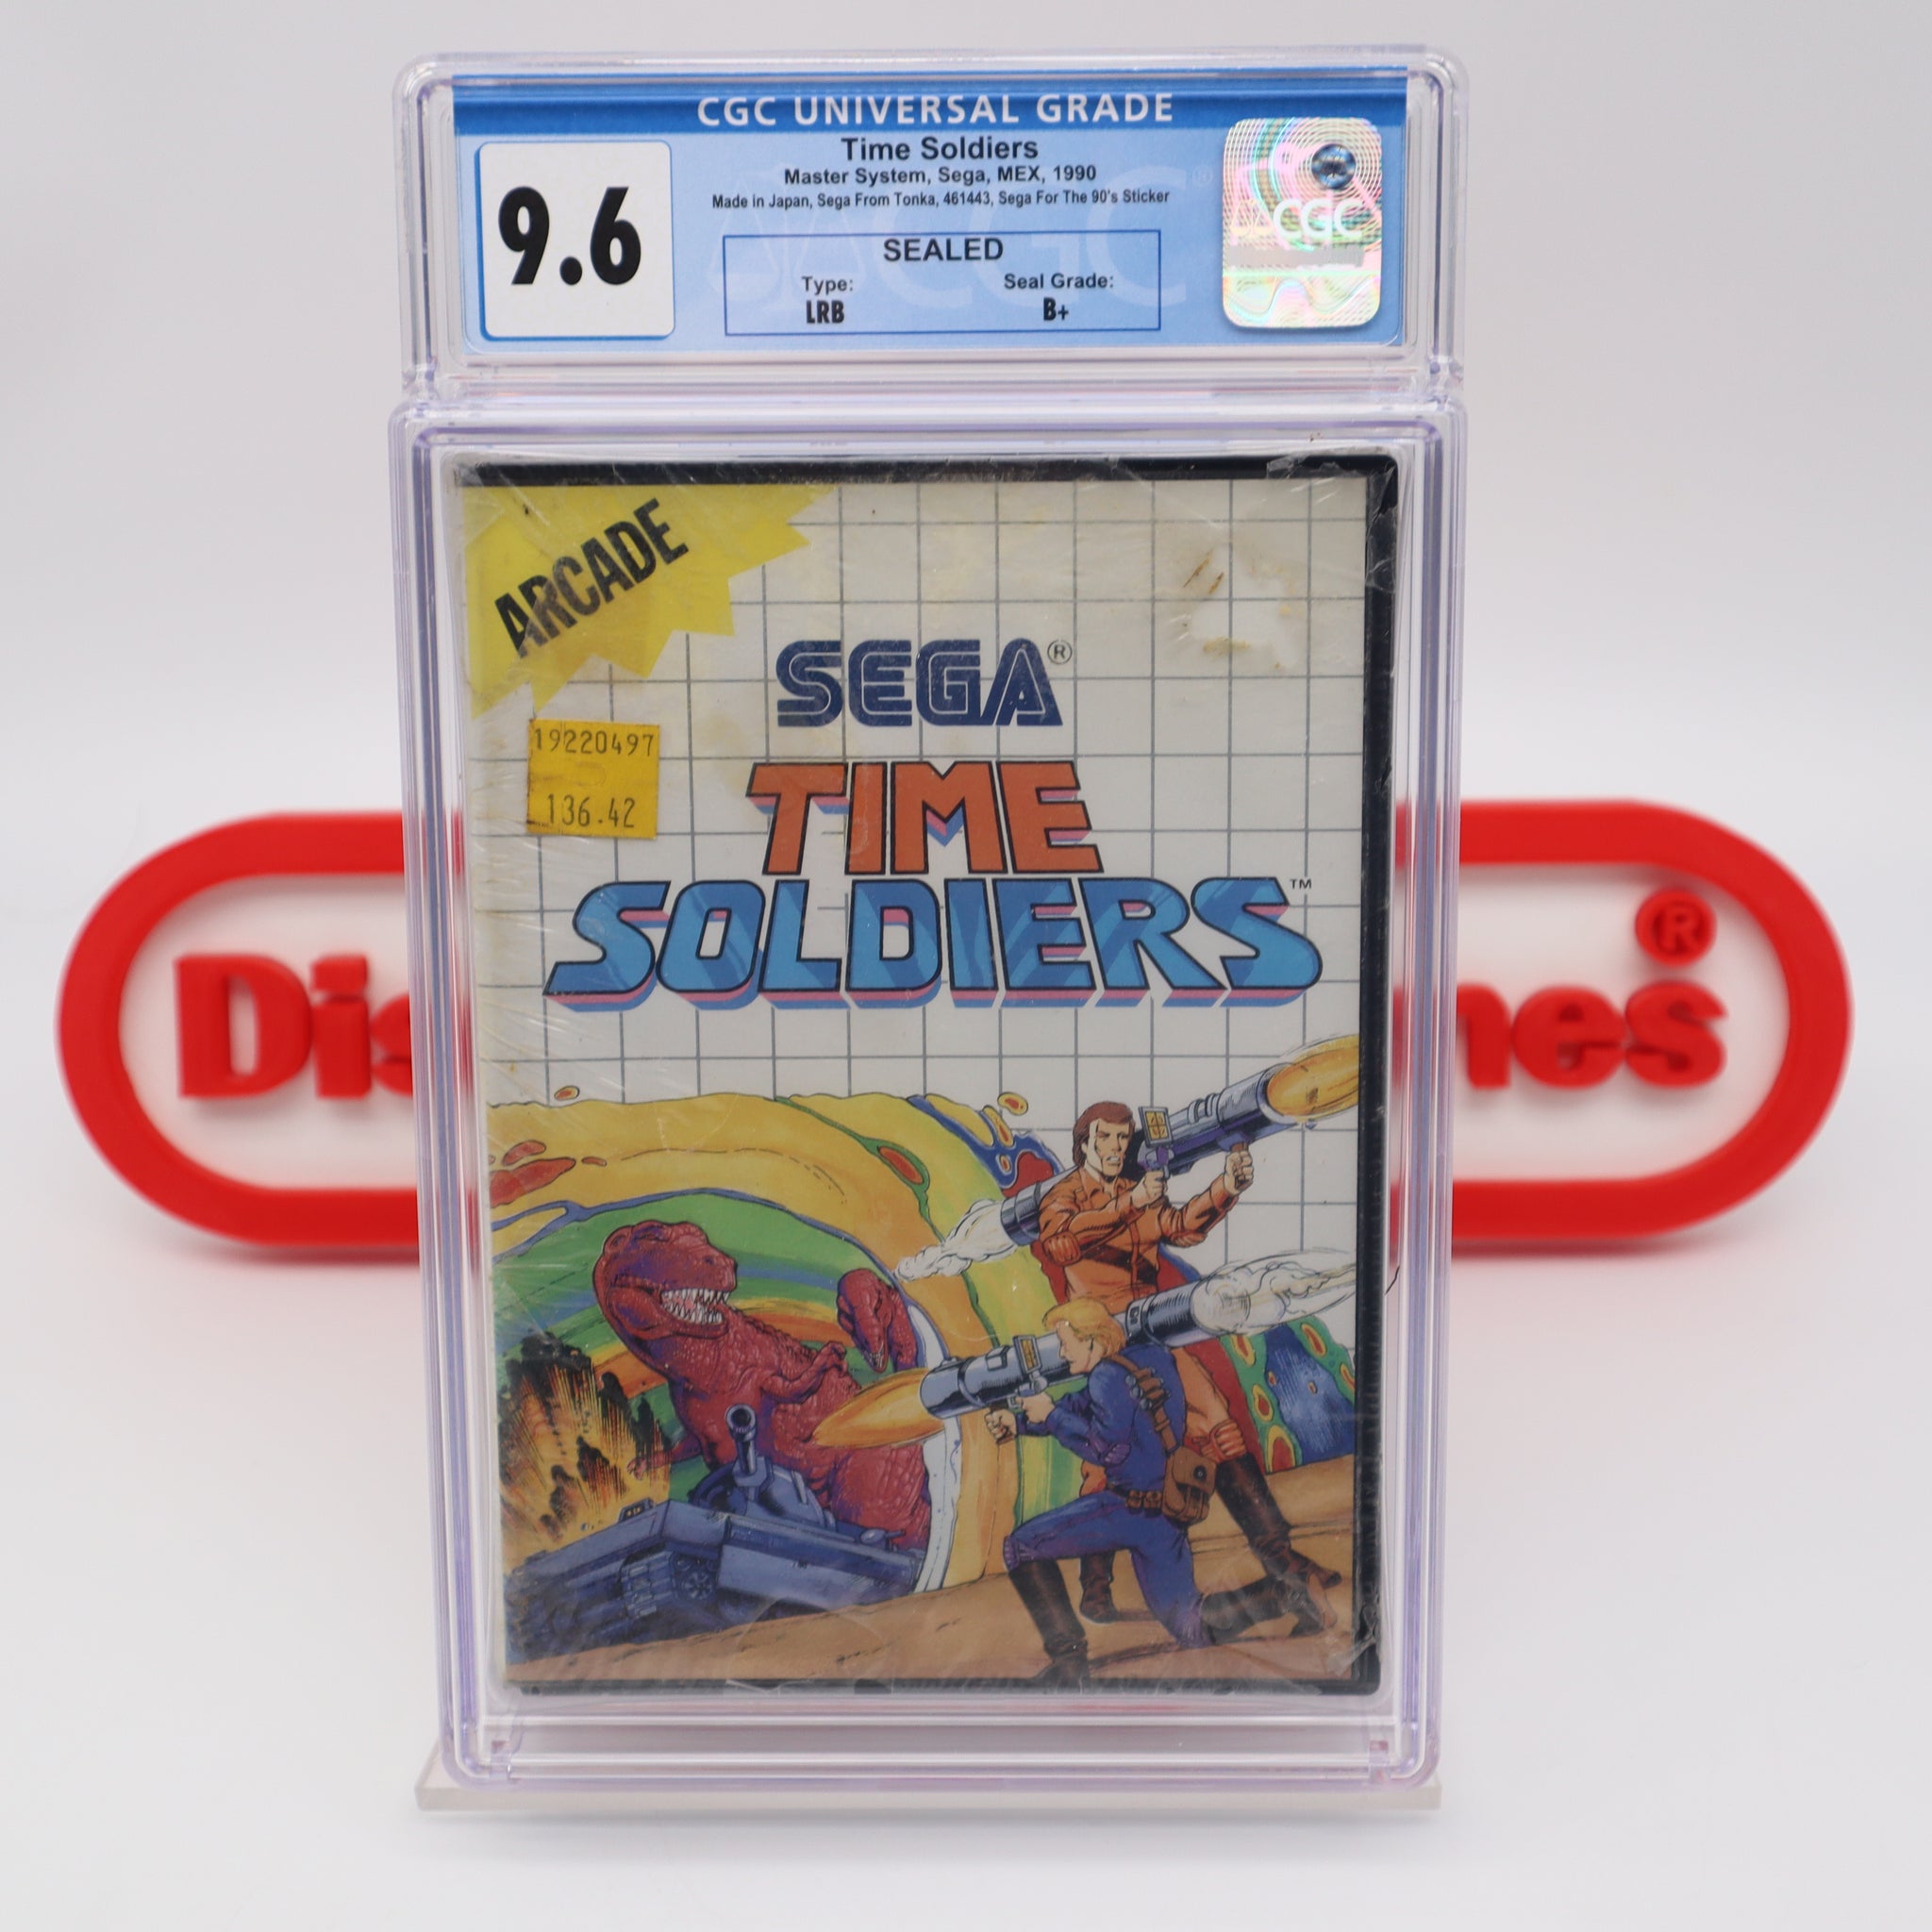 CGC UNIVERSAL GRADE
9.6
Time Soldiers
Master System, Sega, MEX, 1990
Made in Japan, Sega From Tonka, 461443, Sega For The 90's Sticker
SEALED
Type:
LRB
Seal Grade:
B+
CGC
ARCADE
SEGA®
19220497
136.42
TIME
SOLDIERS™
®